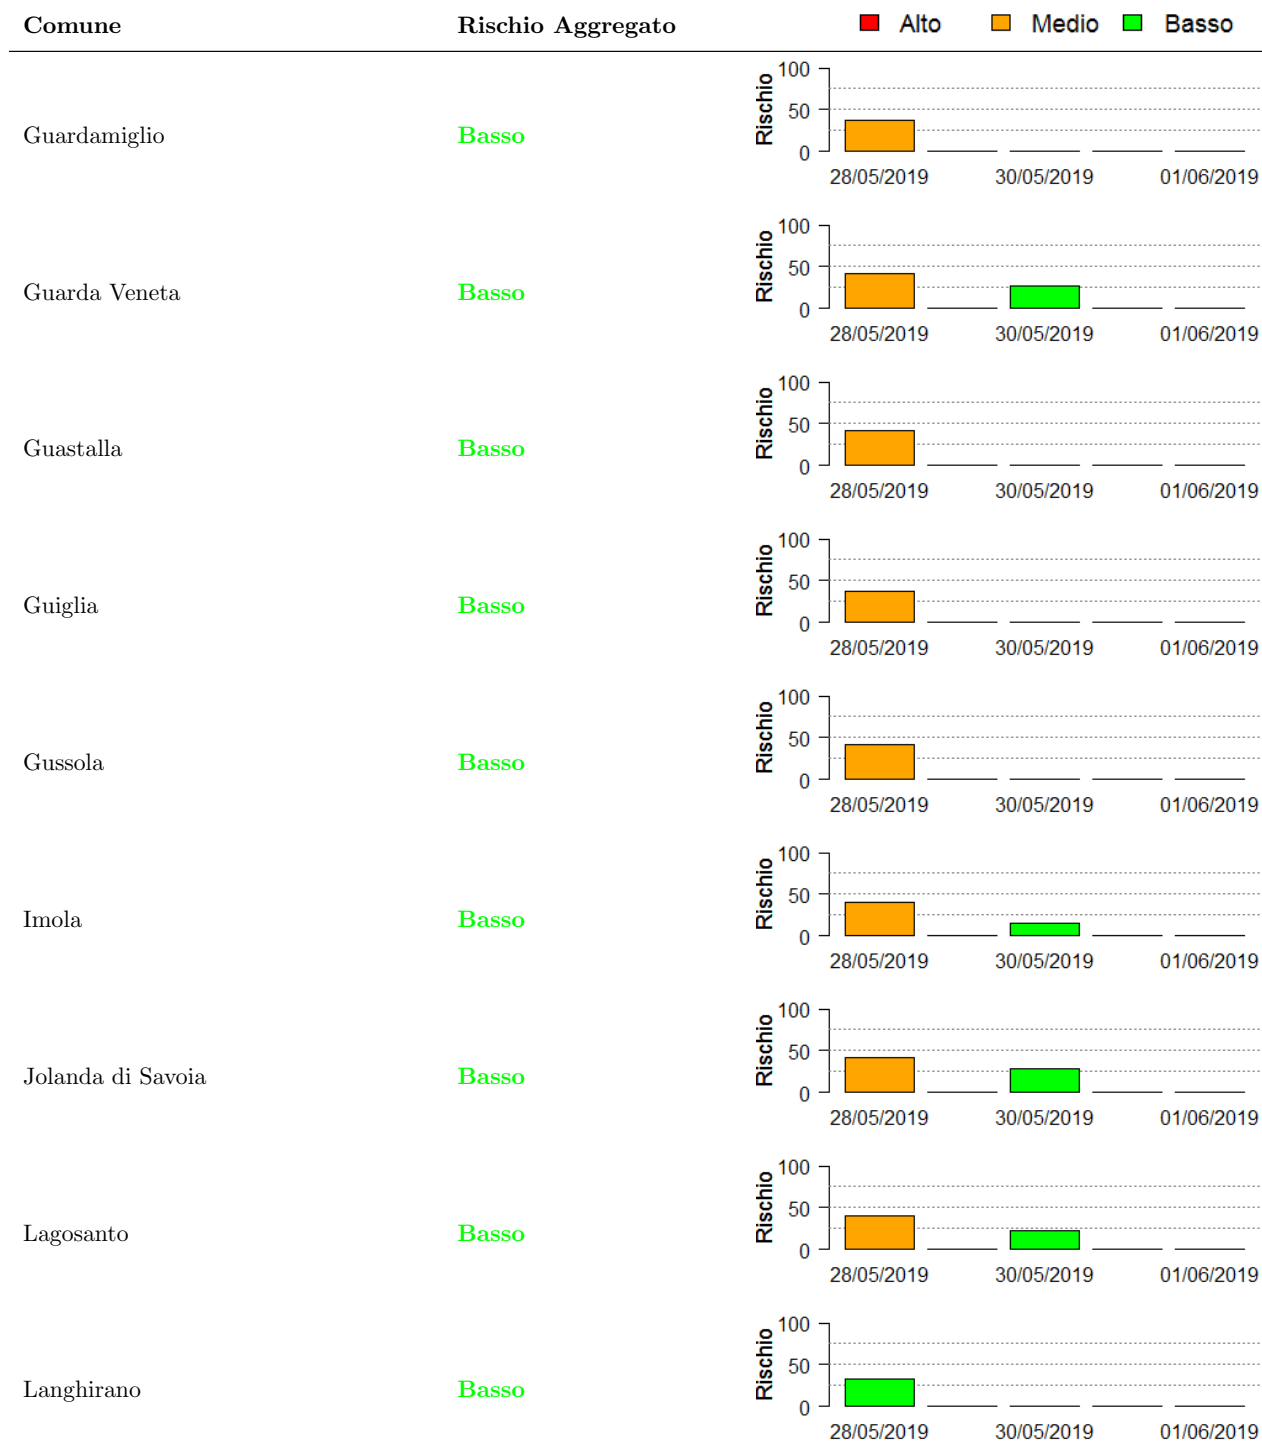 Comune Rischio Aggregato Alto Medio Basso
Guardamiglio Basso
Rischio
100
50
0
28/05/2019 30/05/2019 01/06/2019
Guarda Veneta Basso
Rischio
100
50
0
28/05/2019 30/05/2019 01/06/2019
Guastalla Basso
Rischio
100
50
0
28/05/2019 30/05/2019 01/06/2019
Guiglia Basso
Rischio
100
50
0
28/05/2019 30/05/2019 01/06/2019
Gussola Basso
Rischio
100
50
0
28/05/2019 30/05/2019 01/06/2019
Imola Basso
Rischio
100
50
0
28/05/2019 30/05/2019 01/06/2019
Jolanda di Savoia Basso
Rischio
100
50
0
28/05/2019 30/05/2019 01/06/2019
Lagosanto Basso
Rischio
100
50
0
28/05/2019 30/05/2019 01/06/2019
Langhirano Basso
Rischio
100
50
0
28/05/2019 30/05/2019 01/06/2019